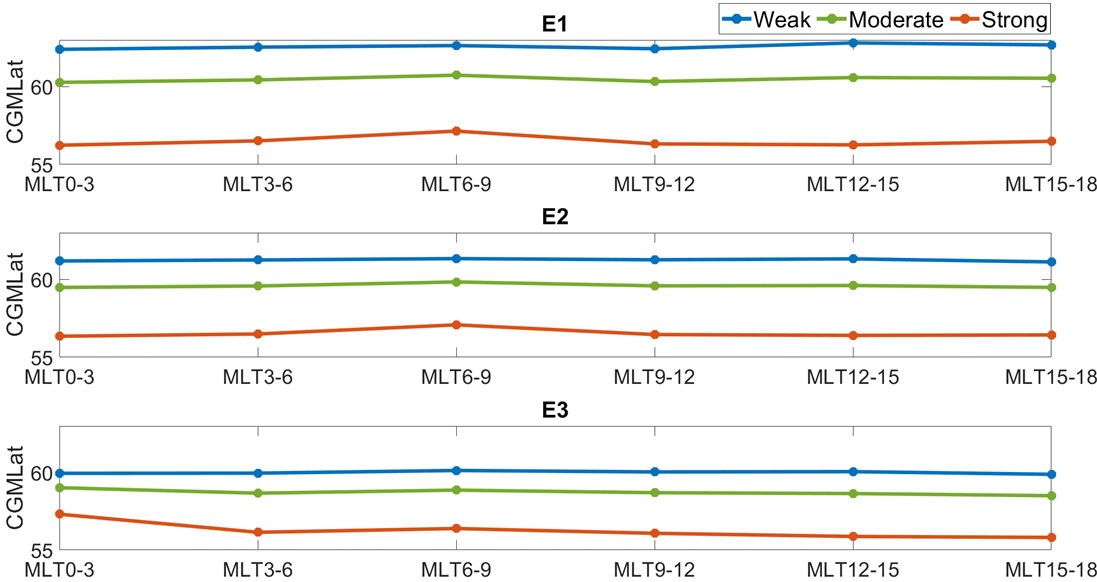 Weak Moderate Strong
E1
CGMLat
60
55
MLT0-3 MLT3-6 MLT6-9 MLT9-12 MLT12-15 MLT15-18
E2
CGMLat
60
55
MLT0-3 MLT3-6 MLT6-9 MLT9-12 MLT12-15 MLT15-18
E3
CGMLat
60
55
MLT0-3 MLT3-6 MLT6-9 MLT9-12 MLT12-15 MLT15-18